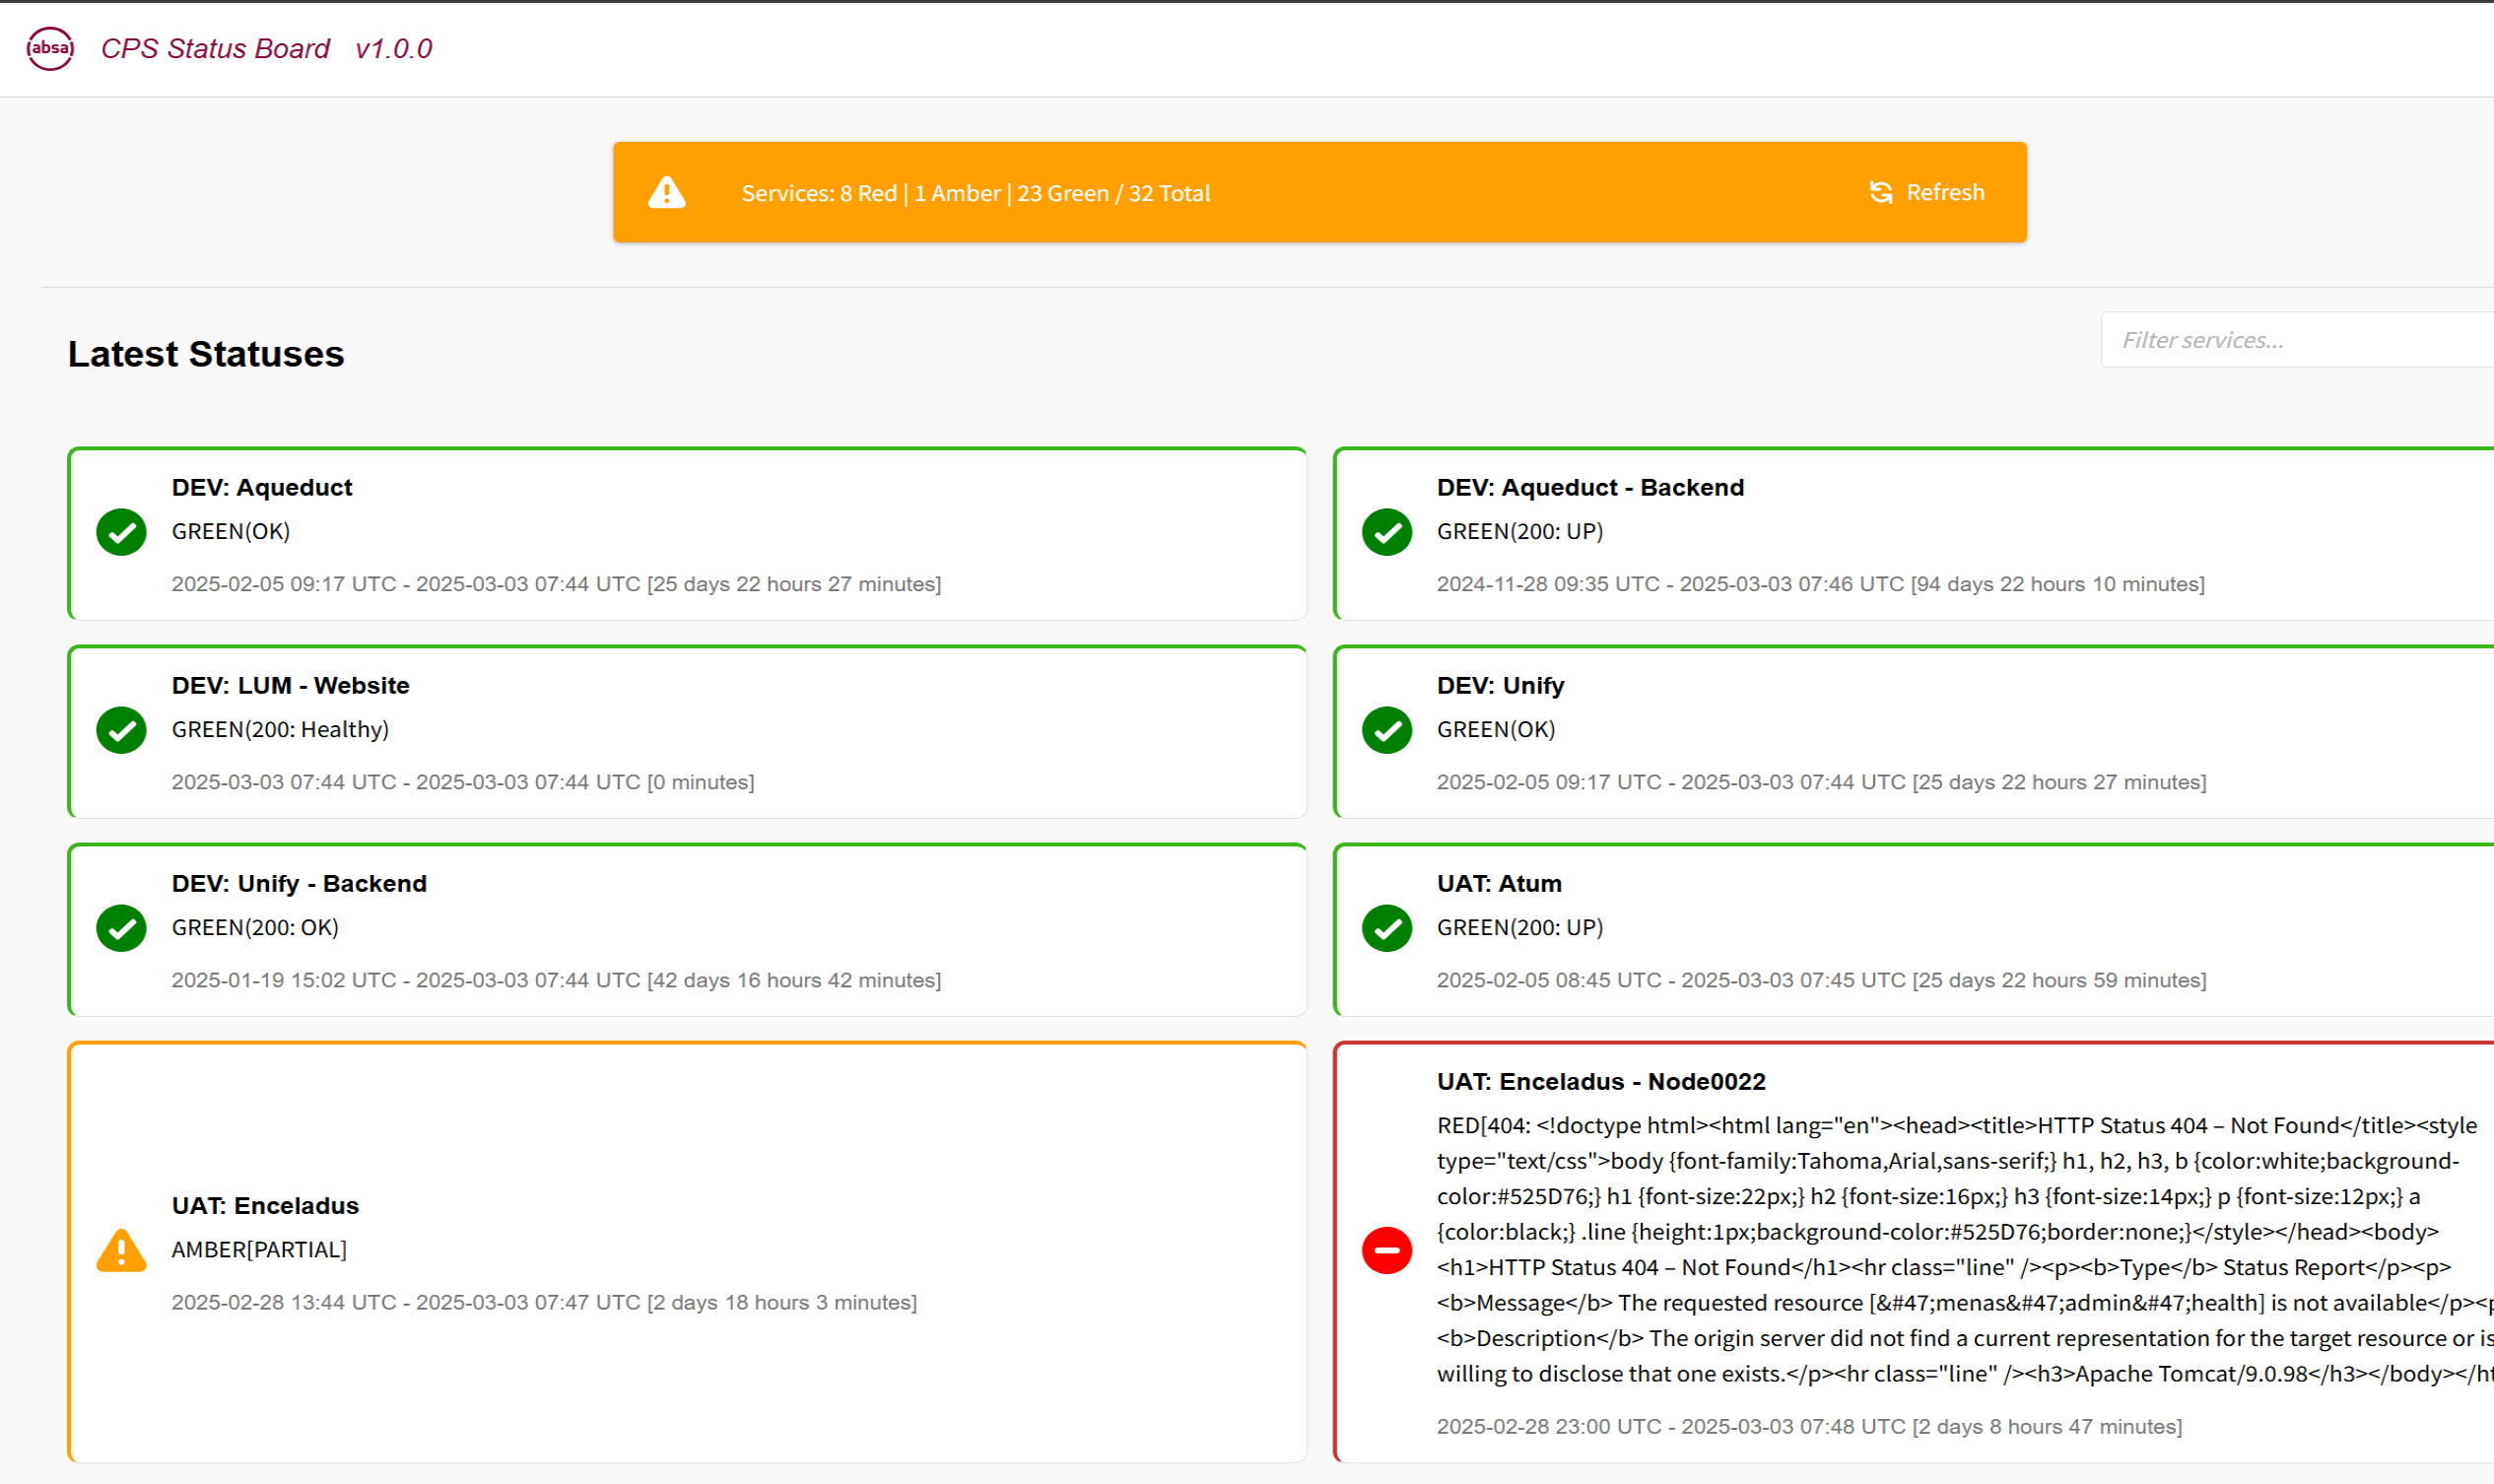 absa CPS Status Board v1.0.0
Services: 8 Red | 1 Amber | 23 Green / 32 Total
Refresh
Latest Statuses
Filter services...
DEV: Aqueduct
GREEN(OK)
2025-02-05 09:17 UTC - 2025-03-03 07:44 UTC [25 days 22 hours 27 minutes]
DEV: Aqueduct - Backend
GREEN(200: UP)
2024-11-28 09:35 UTC - 2025-03-03 07:46 UTC [94 days 22 hours 10 minutes]
DEV: LUM - Website
GREEN(200: Healthy)
2025-03-03 07:44 UTC - 2025-03-03 07:44 UTC [0 minutes]
DEV: Unify
GREEN(OK)
2025-02-05 09:17 UTC - 2025-03-03 07:44 UTC [25 days 22 hours 27 minutes]
DEV: Unify - Backend
GREEN(200: OK)
2025-01-19 15:02 UTC - 2025-03-03 07:44 UTC [42 days 16 hours 42 minutes]
UAT: Atum
GREEN(200: UP)
2025-02-05 08:45 UTC - 2025-03-03 07:45 UTC [25 days 22 hours 59 minutes]
UAT: Enceladus
AMBER[PARTIAL]
2025-02-28 13:44 UTC - 2025-03-03 07:47 UTC [2 days 18 hours 3 minutes]
UAT: Enceladus - Node0022
RED[404: <!doctype html><html lang="en"><head><title>HTTP Status 404 – Not Found</title><style
type="text/css">body {font-family:Tahoma,Arial,sans-serif;} h1, h2, h3, b {color:white;background-
color:#525D76;} h1 {font-size:22px;} h2 {font-size:16px;} h3 {font-size:14px;} p {font-size:12px;} a
{color:black;} .line {height:1px;background-color:#525D76;border:none;}</style></head><body>
<h1>HTTP Status 404 – Not Found</h1><hr class="line" /><p><b>Type</b> Status Report</p><p>
<b>Message</b> The requested resource [&#47;menas&#47;admin&#47;health] is not available</p><p
<b>Description</b> The origin server did not find a current representation for the target resource or is
willing to disclose that one exists.</p><hr class="line" /><h3>Apache Tomcat/9.0.98</h3></body></ht
2025-02-28 23:00 UTC - 2025-03-03 07:48 UTC [2 days 8 hours 47 minutes]